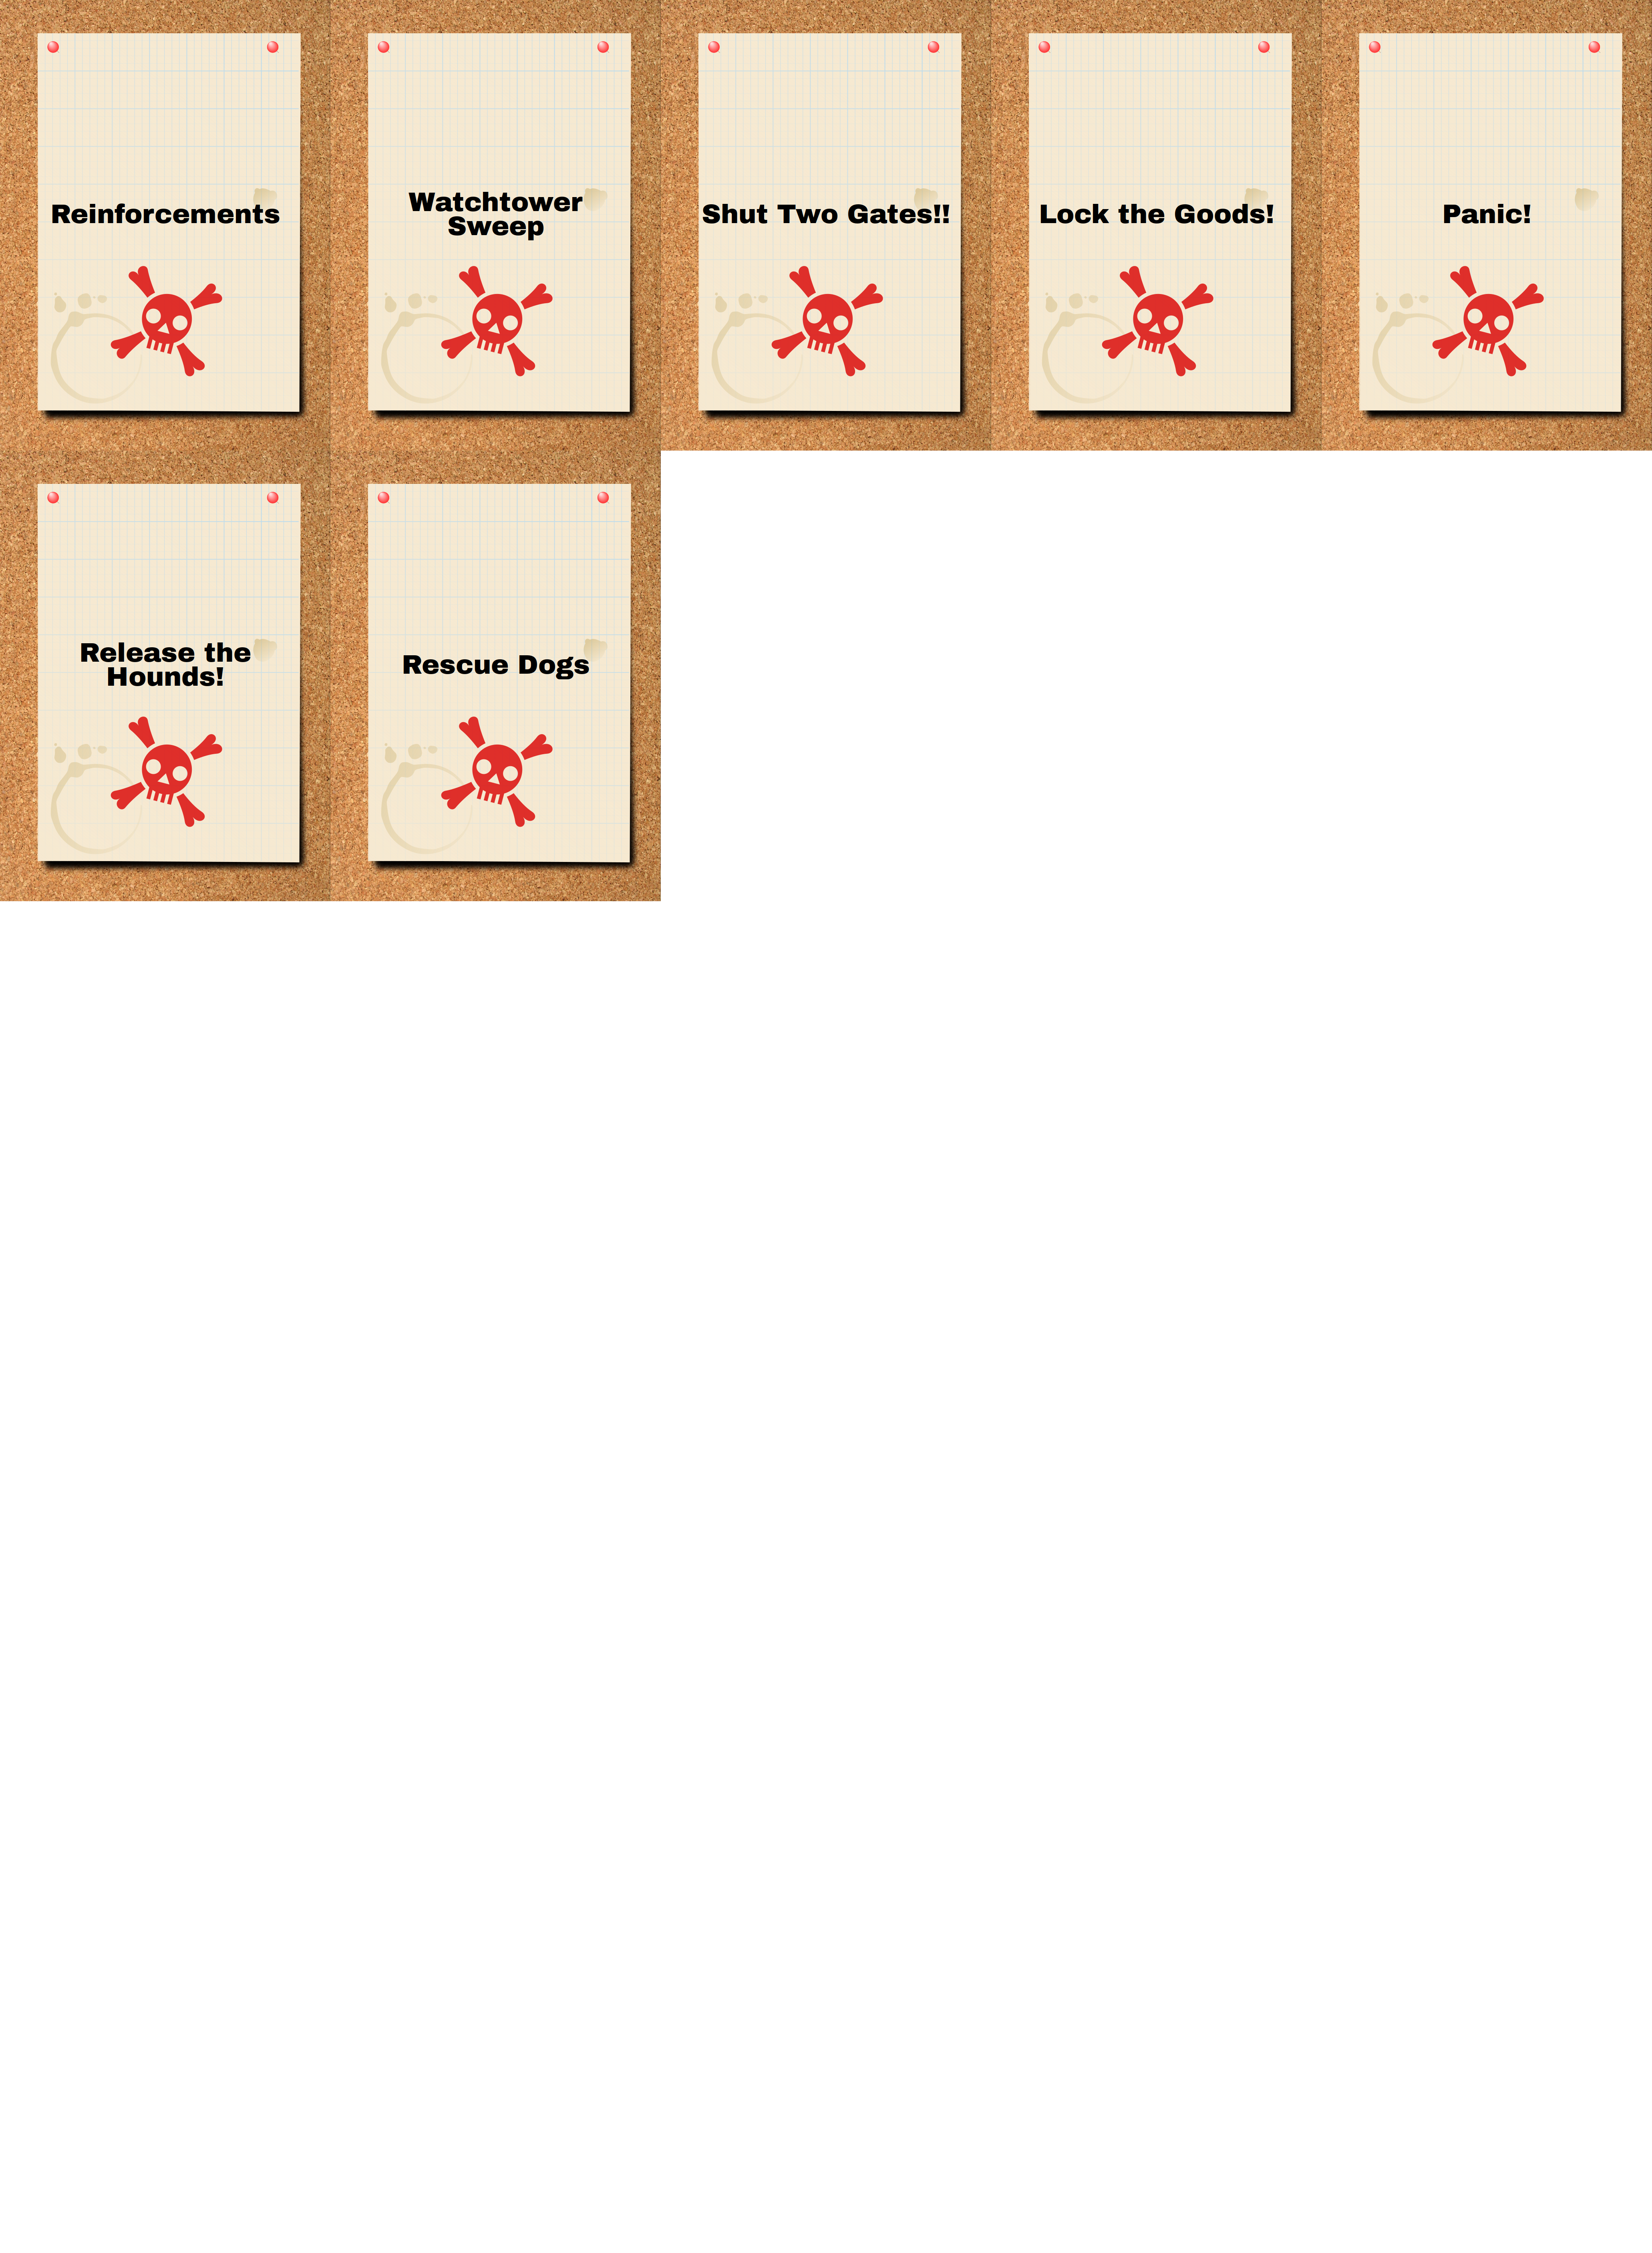 Reinforcements
Watchtower
Sweep
Shut Two Gates!!
Lock the Goods!
Panic!
Release the
Hounds!
Rescue Dogs